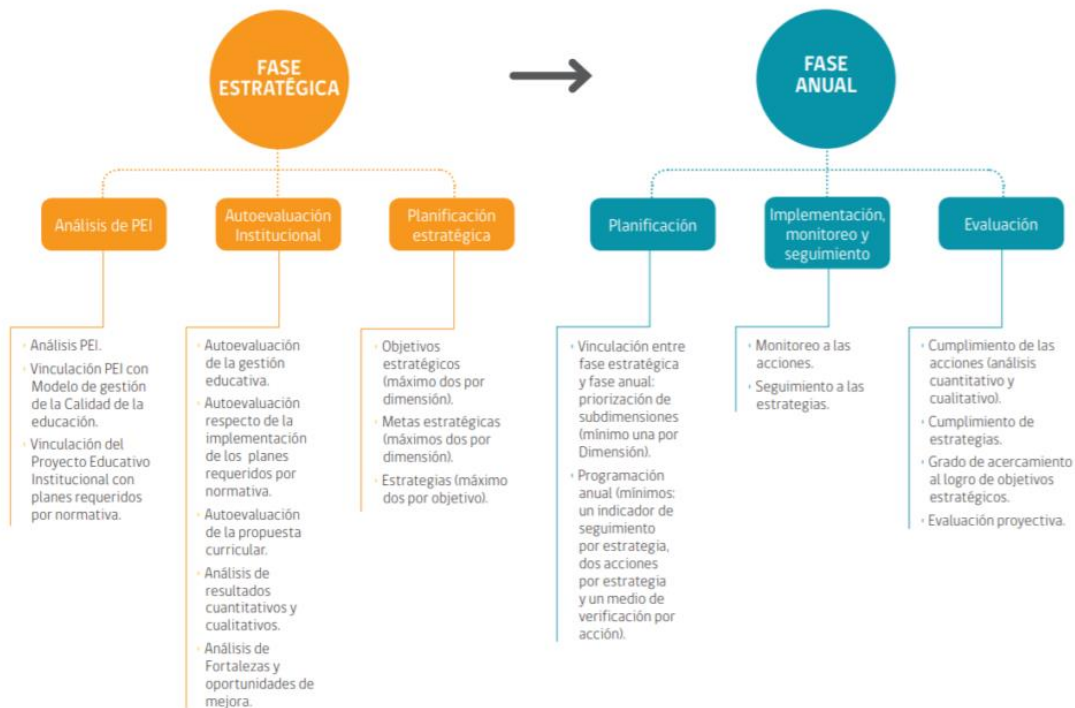 FASE
ESTRATÉGICA
FASE
ANUAL
Análisis de PEI
Autoevaluación
Institucional
Planificación
estratégica
Planificación
Implementación,
monitoreo y
seguimiento
Evaluación
Análisis PEI.
Vinculación PEI con
Modelo de gestión
de la Calidad de la
educación.
Vinculación del
Proyecto Educativo
Institucional con
planes requeridos
por normativa.
Autoevaluación
de la gestión
educativa.
Autoevaluación
respecto de la
implementación
de los planes
requeridos por
normativa.
Autoevaluación
de la propuesta
curricular.
Análisis de
resultados
cuantitativos y
cualitativos.
Análisis de
Fortalezas y
oportunidades de
mejora.
Objetivos
estratégicos
(máximo dos por
dimensión).
Metas estratégicas
(máximos dos por
dimensión).
Estrategias (máximo
dos por objetivo).
Vinculación entre
fase estratégica
y fase anual:
priorización de
subdimensiones
(mínimo una por
Dimensión).
Programación
anual (mínimos:
un indicador de
seguimiento
por estrategia,
dos acciones
por estrategia
y un medio de
verificación por
acción).
Monitoreo a las
acciones.
Seguimiento a las
estrategias.
Cumplimiento de las
acciones (análisis
cuantitativo y
cualitativo).
Cumplimiento de
estrategias.
Grado de acercamiento
al logro de objetivos
estratégicos.
Evaluación proyectiva.